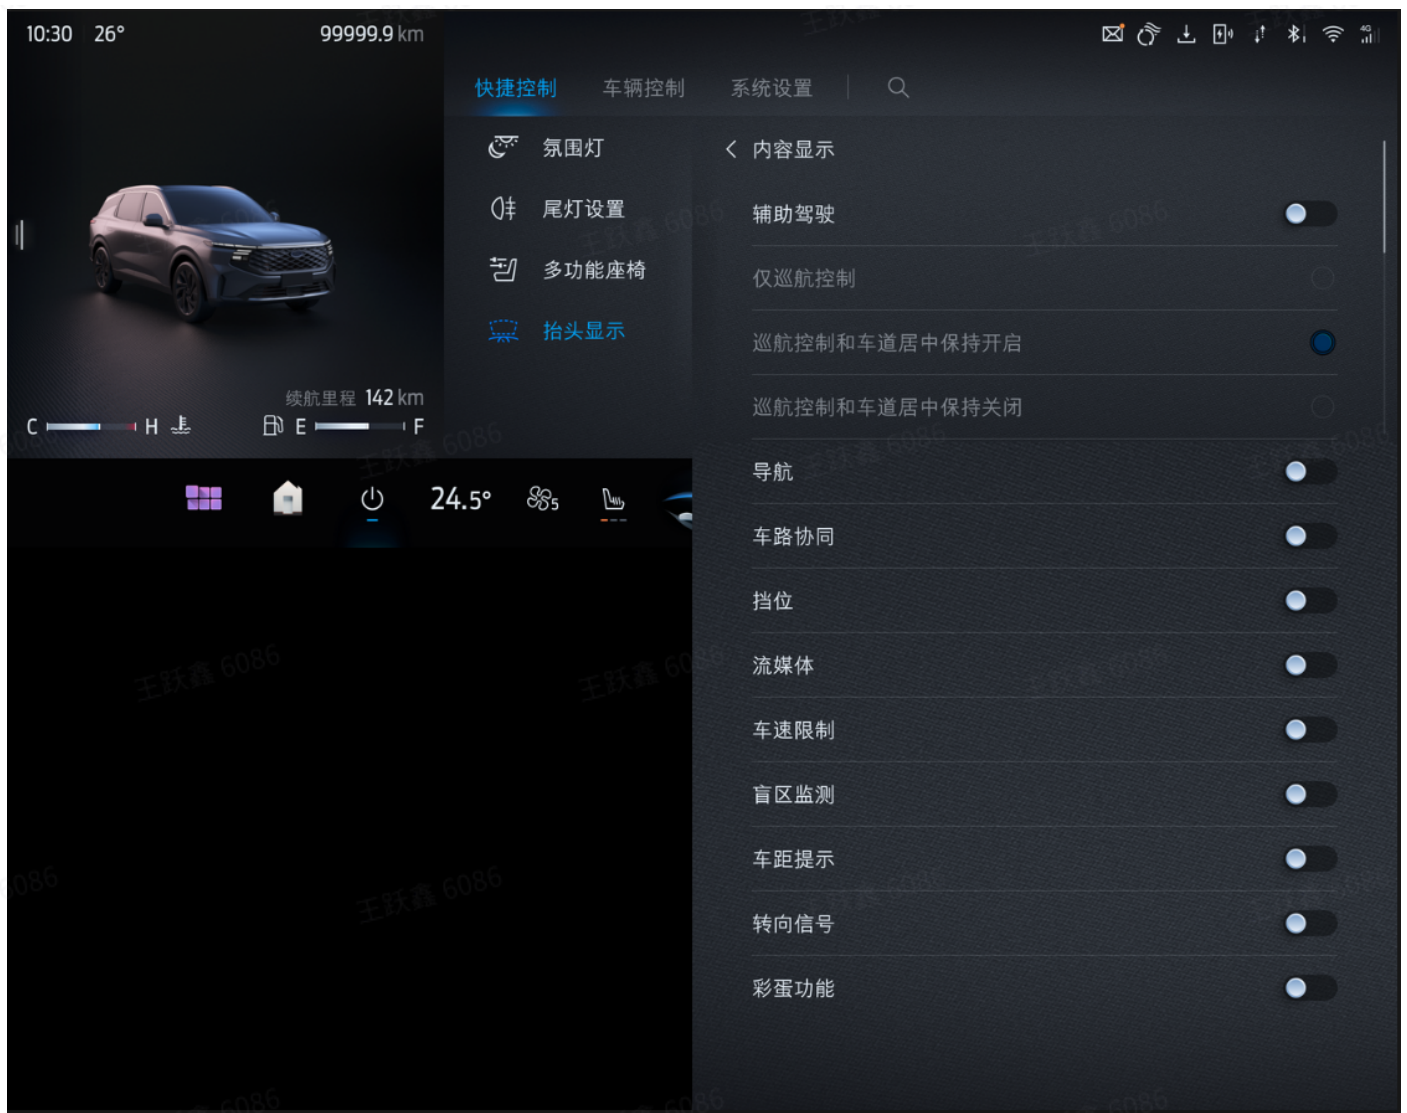 10:30 26° 99999.9 km
4G
快捷控制 车辆控制 系统设置
氛围灯
尾灯设置
多功能座椅
抬头显示
续航里程 142 km
C H E F
24.5° 5
内容显示
辅助驾驶
仅巡航控制
巡航控制和车道居中保持开启
巡航控制和车道居中保持关闭
导航
车路协同
挡位
流媒体
车速限制
盲区监测
车距提示
转向信号
彩蛋功能
王跃鑫 6086